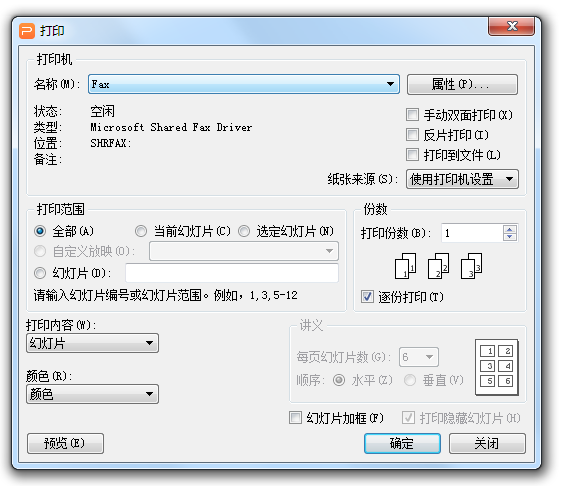 打印
打印机
名称(M): Fax 属性(P)...
状态: 空闲
类型: Microsoft Shared Fax Driver
位置: SHRFAX:
备注:
手动双面打印(X)
反片打印(I)
打印到文件(L)
纸张来源(S): 使用打印机设置
打印范围
全部(A) 当前幻灯片(C) 选定幻灯片(N)
自定义放映(O):
幻灯片(D):
请输入幻灯片编号或幻灯片范围。例如，1,3,5-12
份数
打印份数(B): 1
1 1 2 2 3 3
逐份打印(T)
打印内容(W):
幻灯片
颜色(R):
颜色
讲义
每页幻灯片数(G): 6
顺序: 水平(Z) 垂直(V)
1 2
3 4
5 6
幻灯片加框(F) 打印隐藏幻灯片(H)
预览(E) 确定 关闭